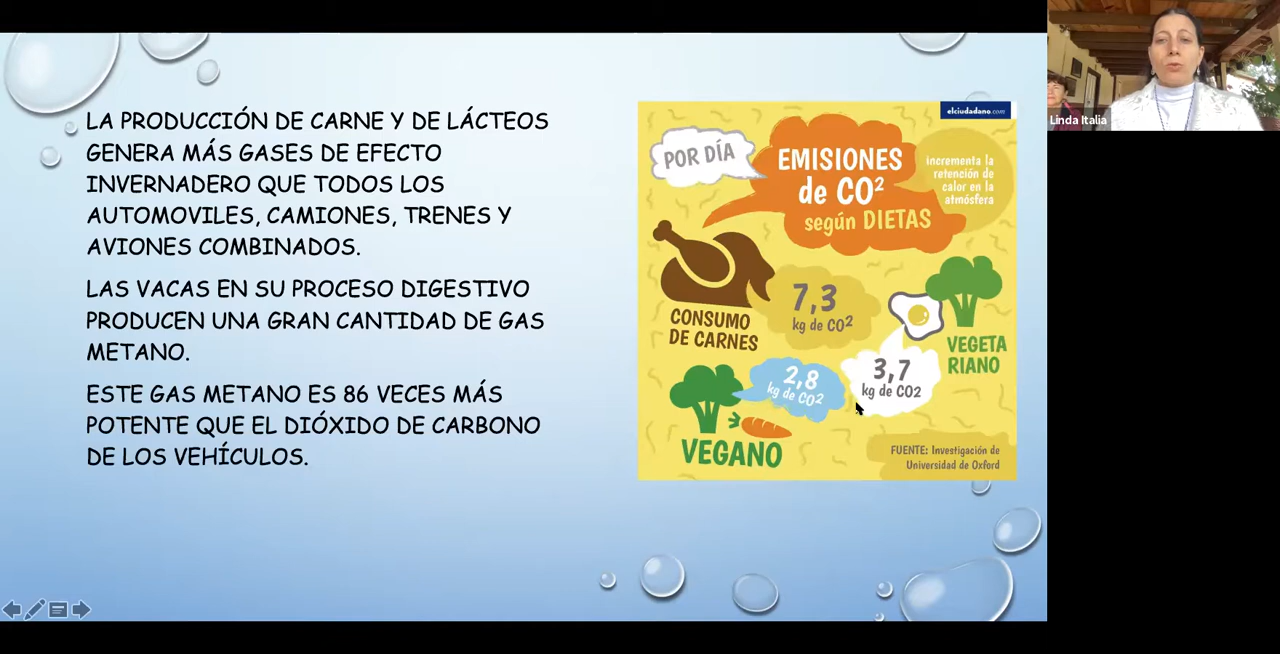 LA PRODUCCIÓN DE CARNE Y DE LÁCTEOS
GENERA MÁS GASES DE EFECTO
INVERNADERO QUE TODOS LOS
AUTOMOVILES, CAMIONES, TRENES Y
AVIONES COMBINADOS.
LAS VACAS EN SU PROCESO DIGESTIVO
PRODUCEN UNA GRAN CANTIDAD DE GAS
METANO.
ESTE GAS METANO ES 86 VECES MÁS
POTENTE QUE EL DIÓXIDO DE CARBONO
DE LOS VEHÍCULOS.
elciudadano.com
POR DÍA
EMISIONES
de CO²
según DIETAS
incrementa la
retención de
calor en la
atmósfera
7,3
kg de CO²
CONSUMO
DE CARNES
VEGETA
RIANO
3,7
kg de CO2
2,8
kg de CO²
VEGANO
FUENTE: Investigación de
Universidad de Oxford
Linda Italia